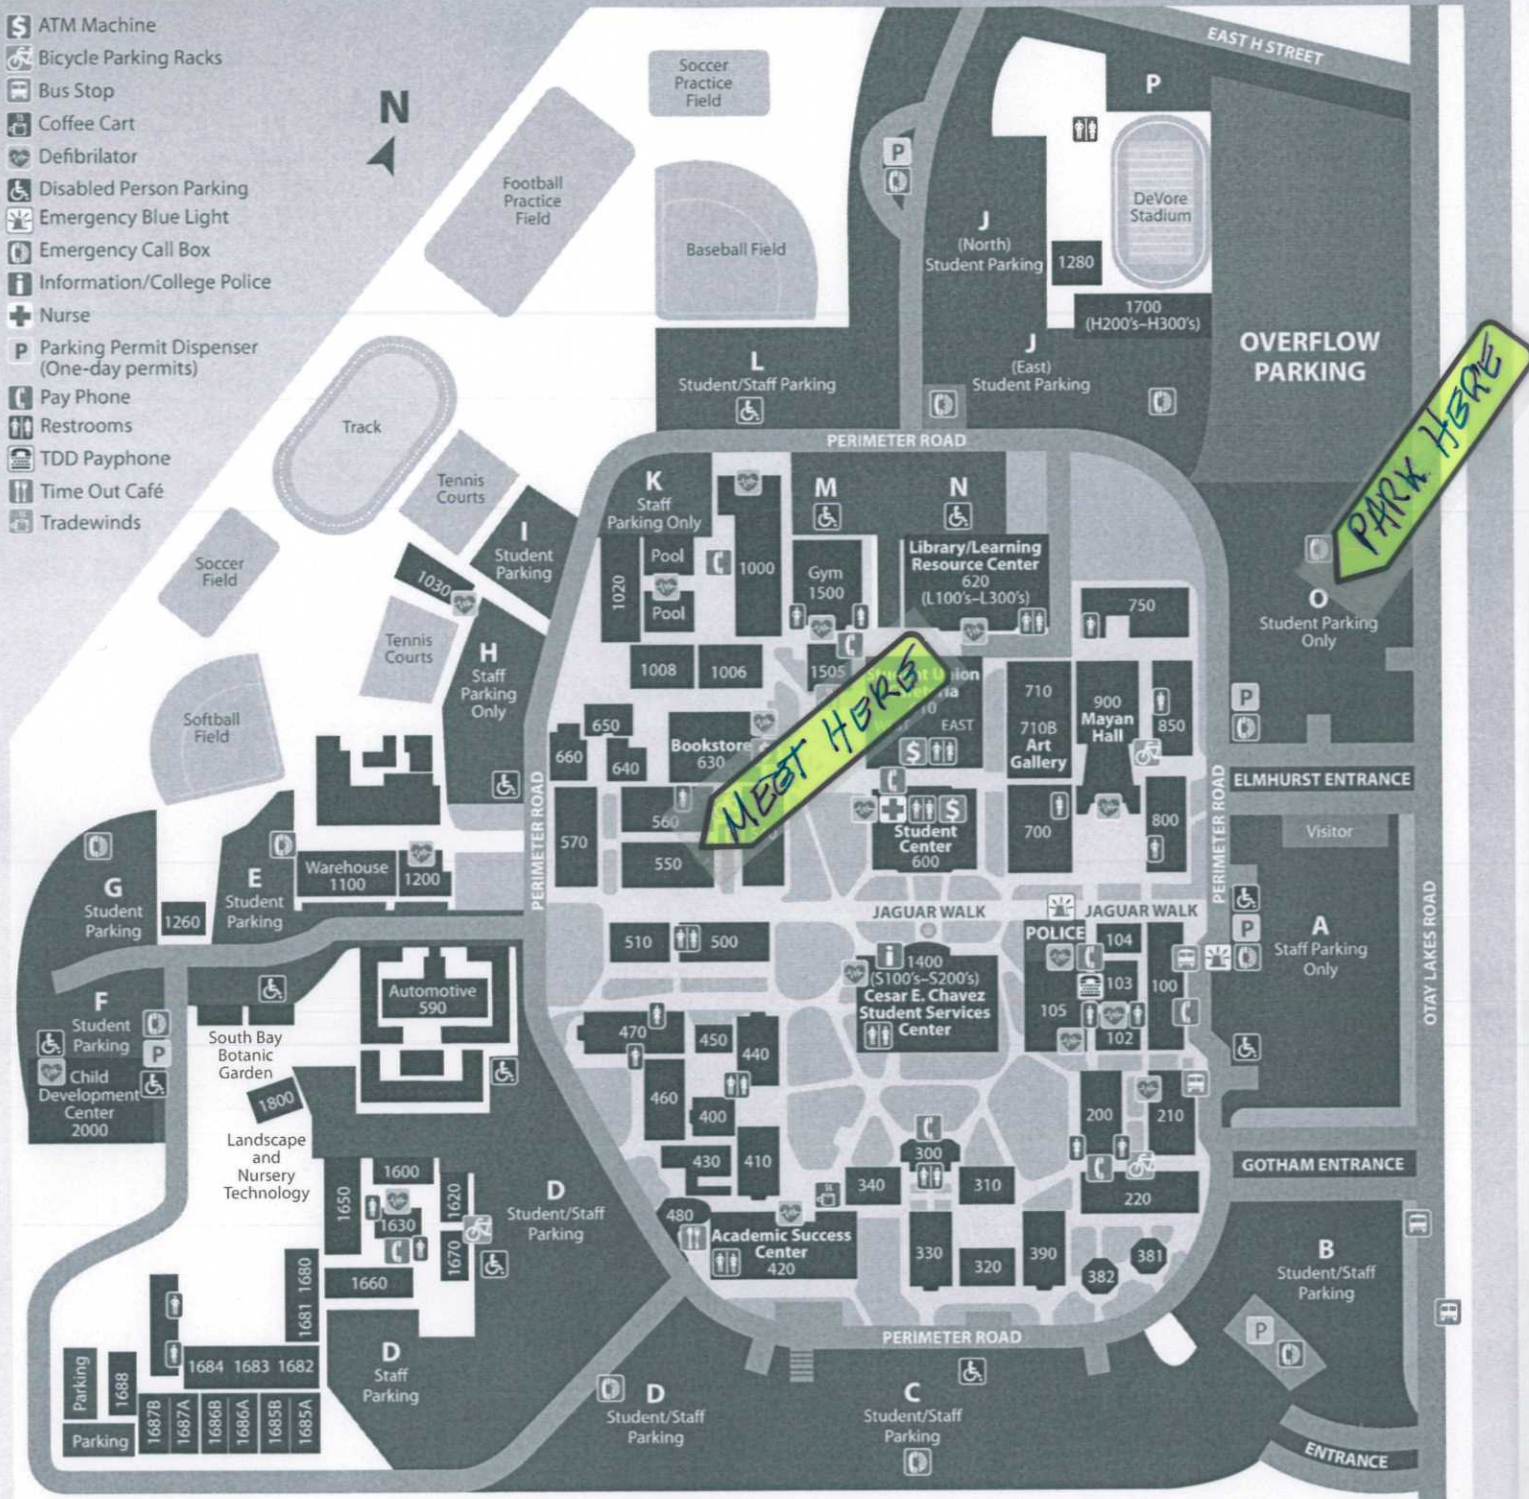 ATM Machine
Bicycle Parking Racks
Bus Stop
Coffee Cart
Defibrilator
Disabled Person Parking
Emergency Blue Light
Emergency Call Box
Information/College Police
Nurse
P Parking Permit Dispenser
(One-day permits)
Pay Phone
Restrooms
TDD Payphone
Time Out Café
Tradewinds
N
Soccer
Practice
Field
Football
Practice
Field
Baseball Field
EAST H STREET
P
P
DeVore
Stadium
J
(North)
Student Parking
1280
1700
(H200's–H300's)
OVERFLOW
PARKING
L
Student/Staff Parking
J
(East)
Student Parking
PARK HERE
Track
PERIMETER ROAD
Tennis
Courts
K
Staff
Parking Only
M
N
I
Student
Parking
Soccer
Field
1030
1020
Pool
Pool
1000
Gym
1500
Library/Learning
Resource Center
620
(L100's–L300's)
750
O
Student Parking
Only
Tennis
Courts
H
Staff
Parking
Only
1008
1006
1505
Student Union
EAST
710
710B
Art
Gallery
900
Mayan
Hall
850
P
Softball
Field
650
660
640
Bookstore
630
MEET HERE
PERIMETER ROAD
570
560
550
Student
Center
600
700
800
PERIMETER ROAD
ELMHURST ENTRANCE
Visitor
G
Student
Parking
E
Student
Parking
Warehouse
1100
1200
1260
JAGUAR WALK
JAGUAR WALK
510
500
POLICE
104
103
100
105
102
1400
(S100's–S200's)
Cesar E. Chavez
Student Services
Center
P
A
Staff Parking
Only
OTAY LAKES ROAD
F
Student
Parking
P
Child
Development
Center
2000
Automotive
590
South Bay
Botanic
Garden
1800
Landscape
and
Nursery
Technology
470
450
440
460
400
430
410
480
Academic Success
Center
420
340
300
310
330
320
390
200
210
220
381
382
GOTHAM ENTRANCE
1650
1600
1620
1630
1670
1660
1680
1681
D
Student/Staff
Parking
B
Student/Staff
Parking
P
PERIMETER ROAD
1684 1683 1682
Parking
1688
Parking
1687B
1687A
1686B
1686A
1685B
1685A
D
Staff
Parking
D
Student/Staff
Parking
C
Student/Staff
Parking
ENTRANCE